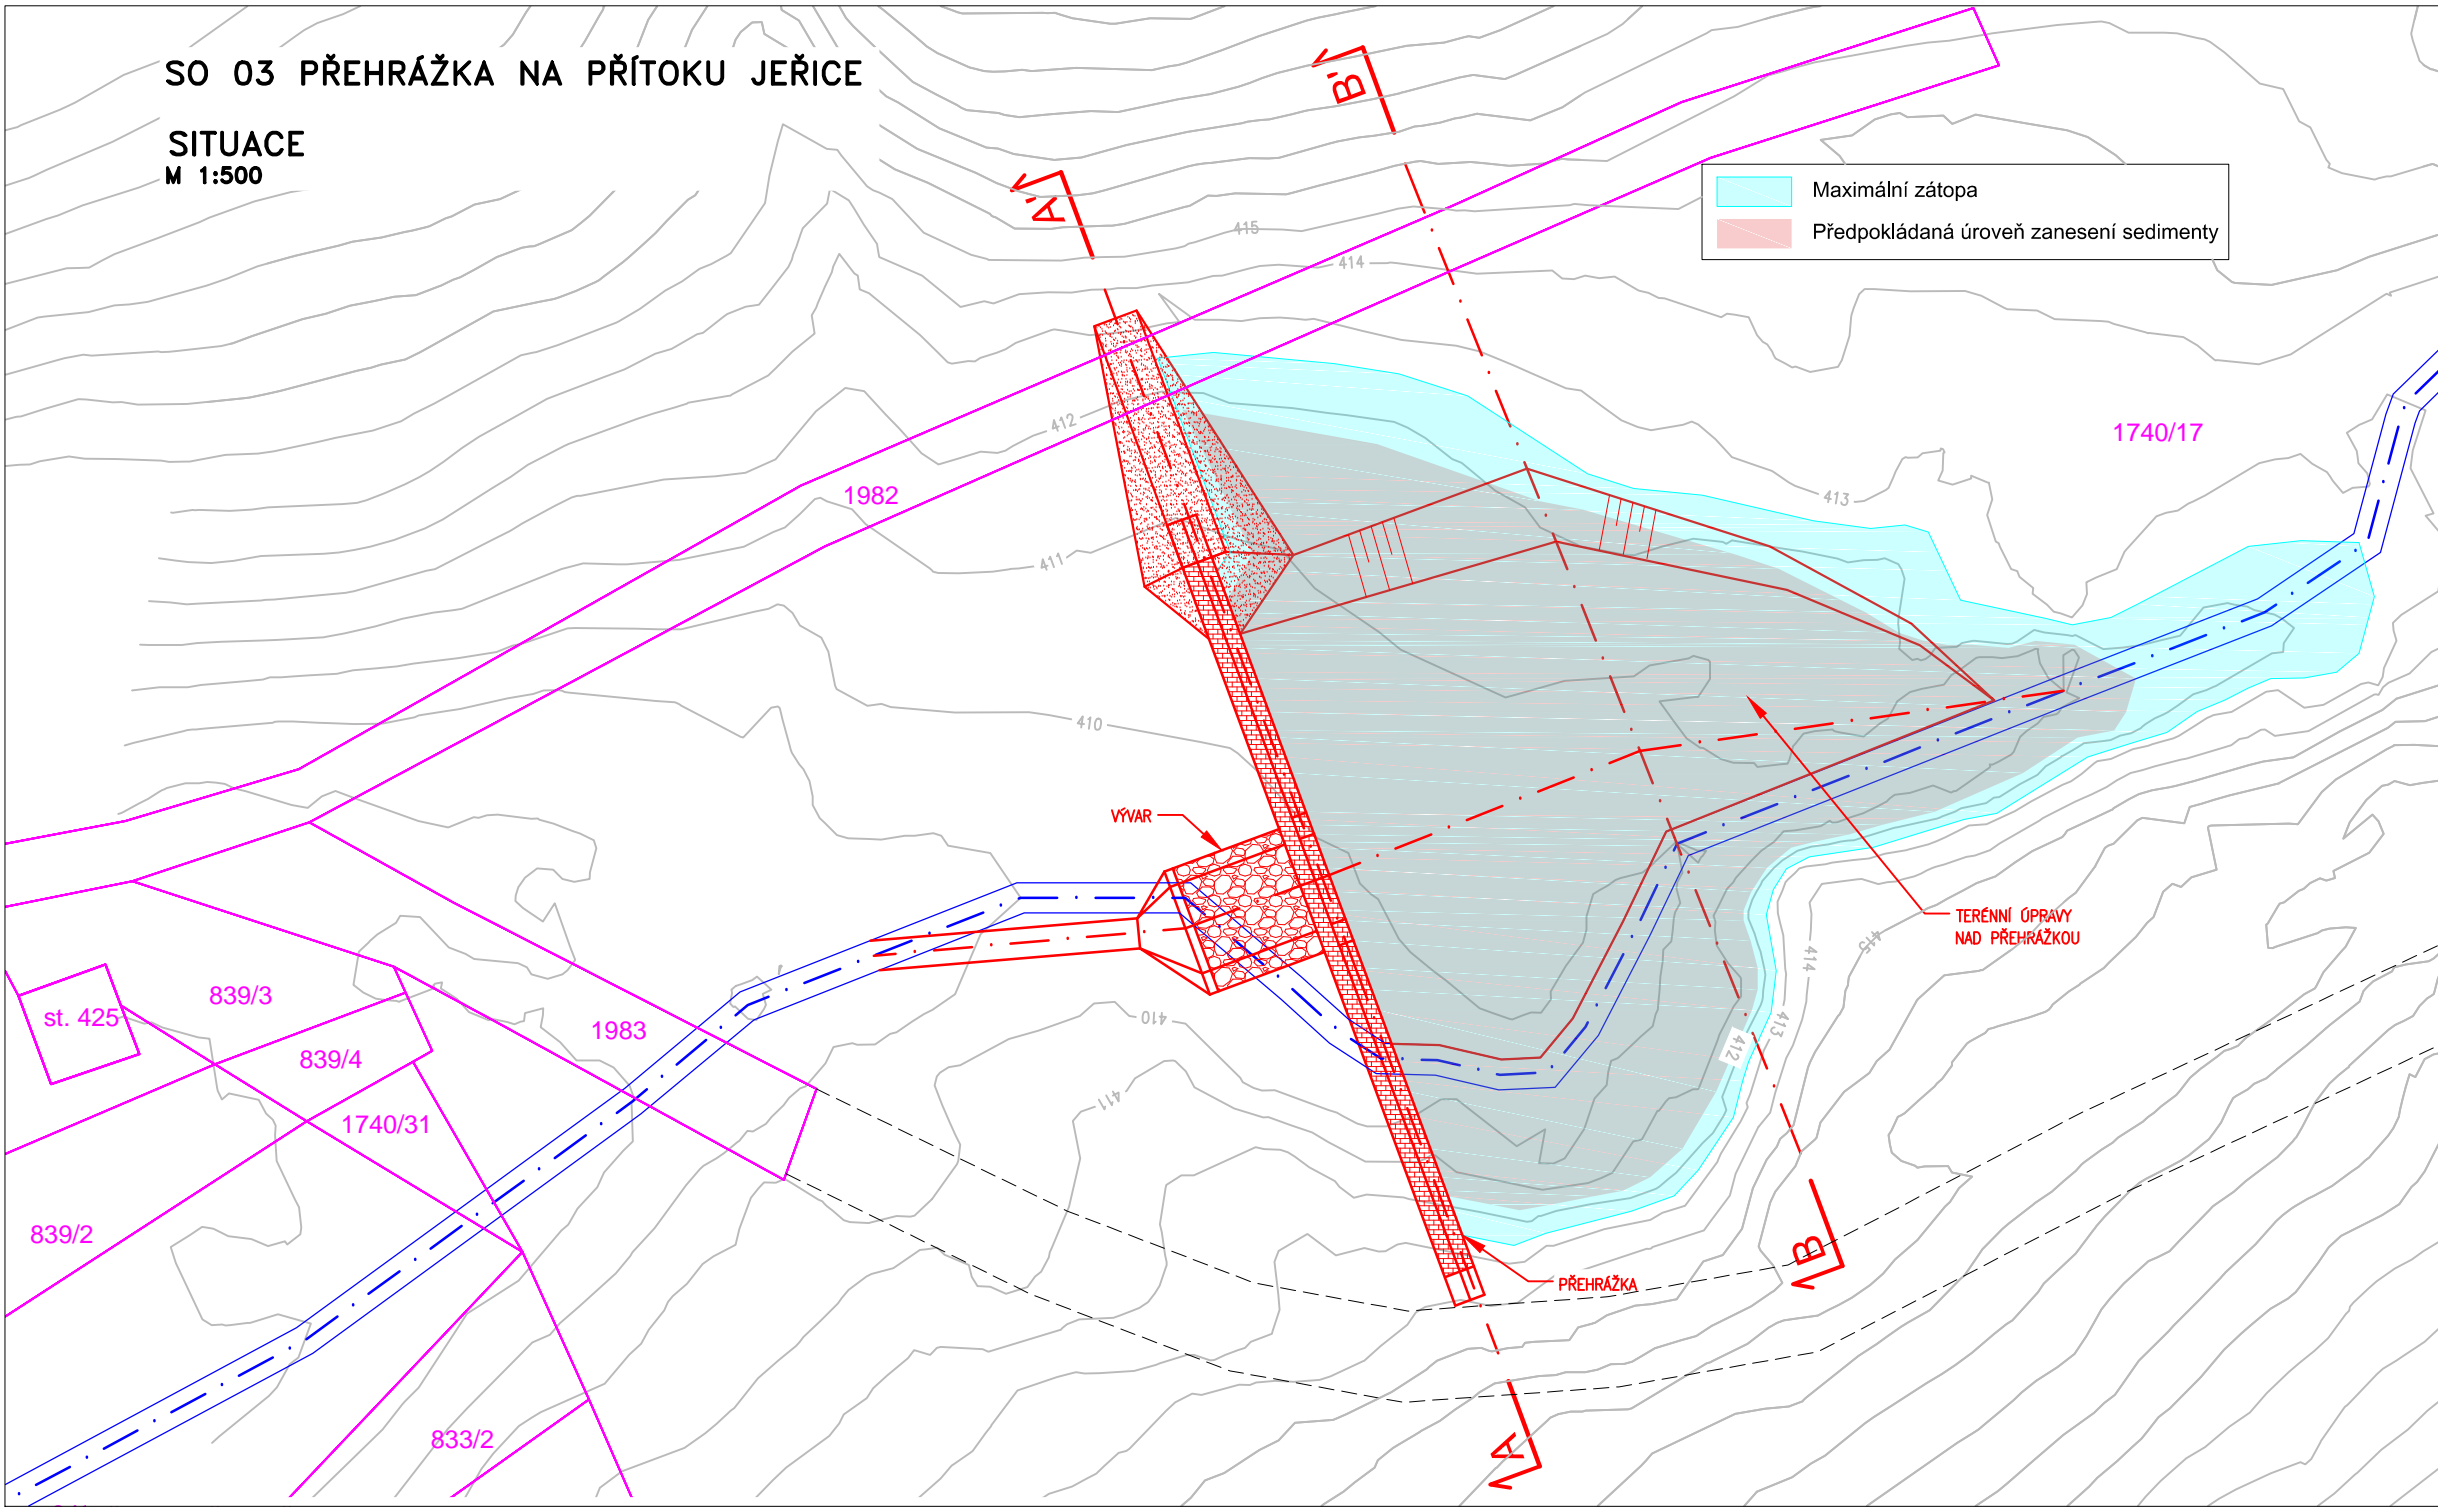 SO 03 PŘEHRÁŽKA NA PŘÍTOKU JEŘICE
SITUACE
M 1:500
A'
B'
Maximální zátopa
Předpokládaná úroveň zanesení sedimenty
415
414
412
413
411
410
1740/17
1982
VÝVAR
TERÉNNÍ ÚPRAVY
NAD PŘEHRÁŽKOU
415
414
413
412
410
411
839/3
st. 425
839/4
1983
1740/31
839/2
833/2
PŘEHRÁŽKA
B
A